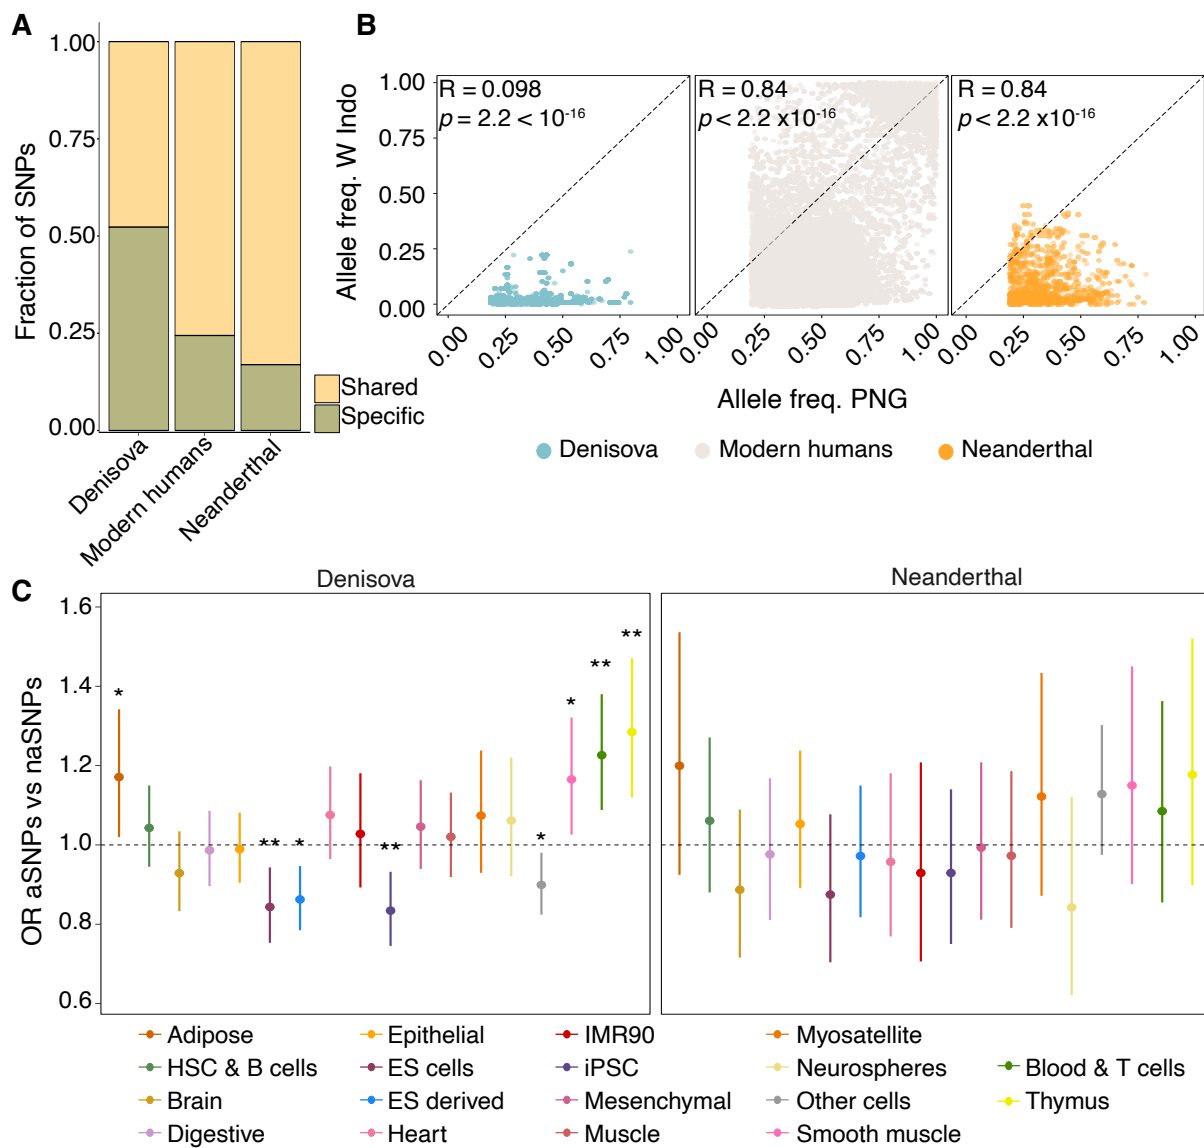 A
Fraction of SNPs
1.00
0.75
0.50
0.25
0.00
Denisova
Modern humans
Neanderthal
Shared
Specific
B
Allele freq. W Indo
1.00
0.75
0.50
0.25
0.00
R = 0.098
p = 2.2 < 10-16
R = 0.84
p < 2.2 x10-16
R = 0.84
p < 2.2 x10-16
0.00 0.25 0.50 0.75 1.00
0.00 0.25 0.50 0.75 1.00
0.00 0.25 0.50 0.75 1.00
Allele freq. PNG
Denisova Modern humans Neanderthal
C
Denisova
Neanderthal
OR aSNPs vs naSNPs
1.6
1.4
1.2
1.0
0.8
0.6
* ** * ** * * ** **
Adipose Epithelial IMR90 Myosatellite
HSC & B cells ES cells iPSC Neurospheres Blood & T cells
Brain ES derived Mesenchymal Other cells Thymus
Digestive Heart Muscle Smooth muscle